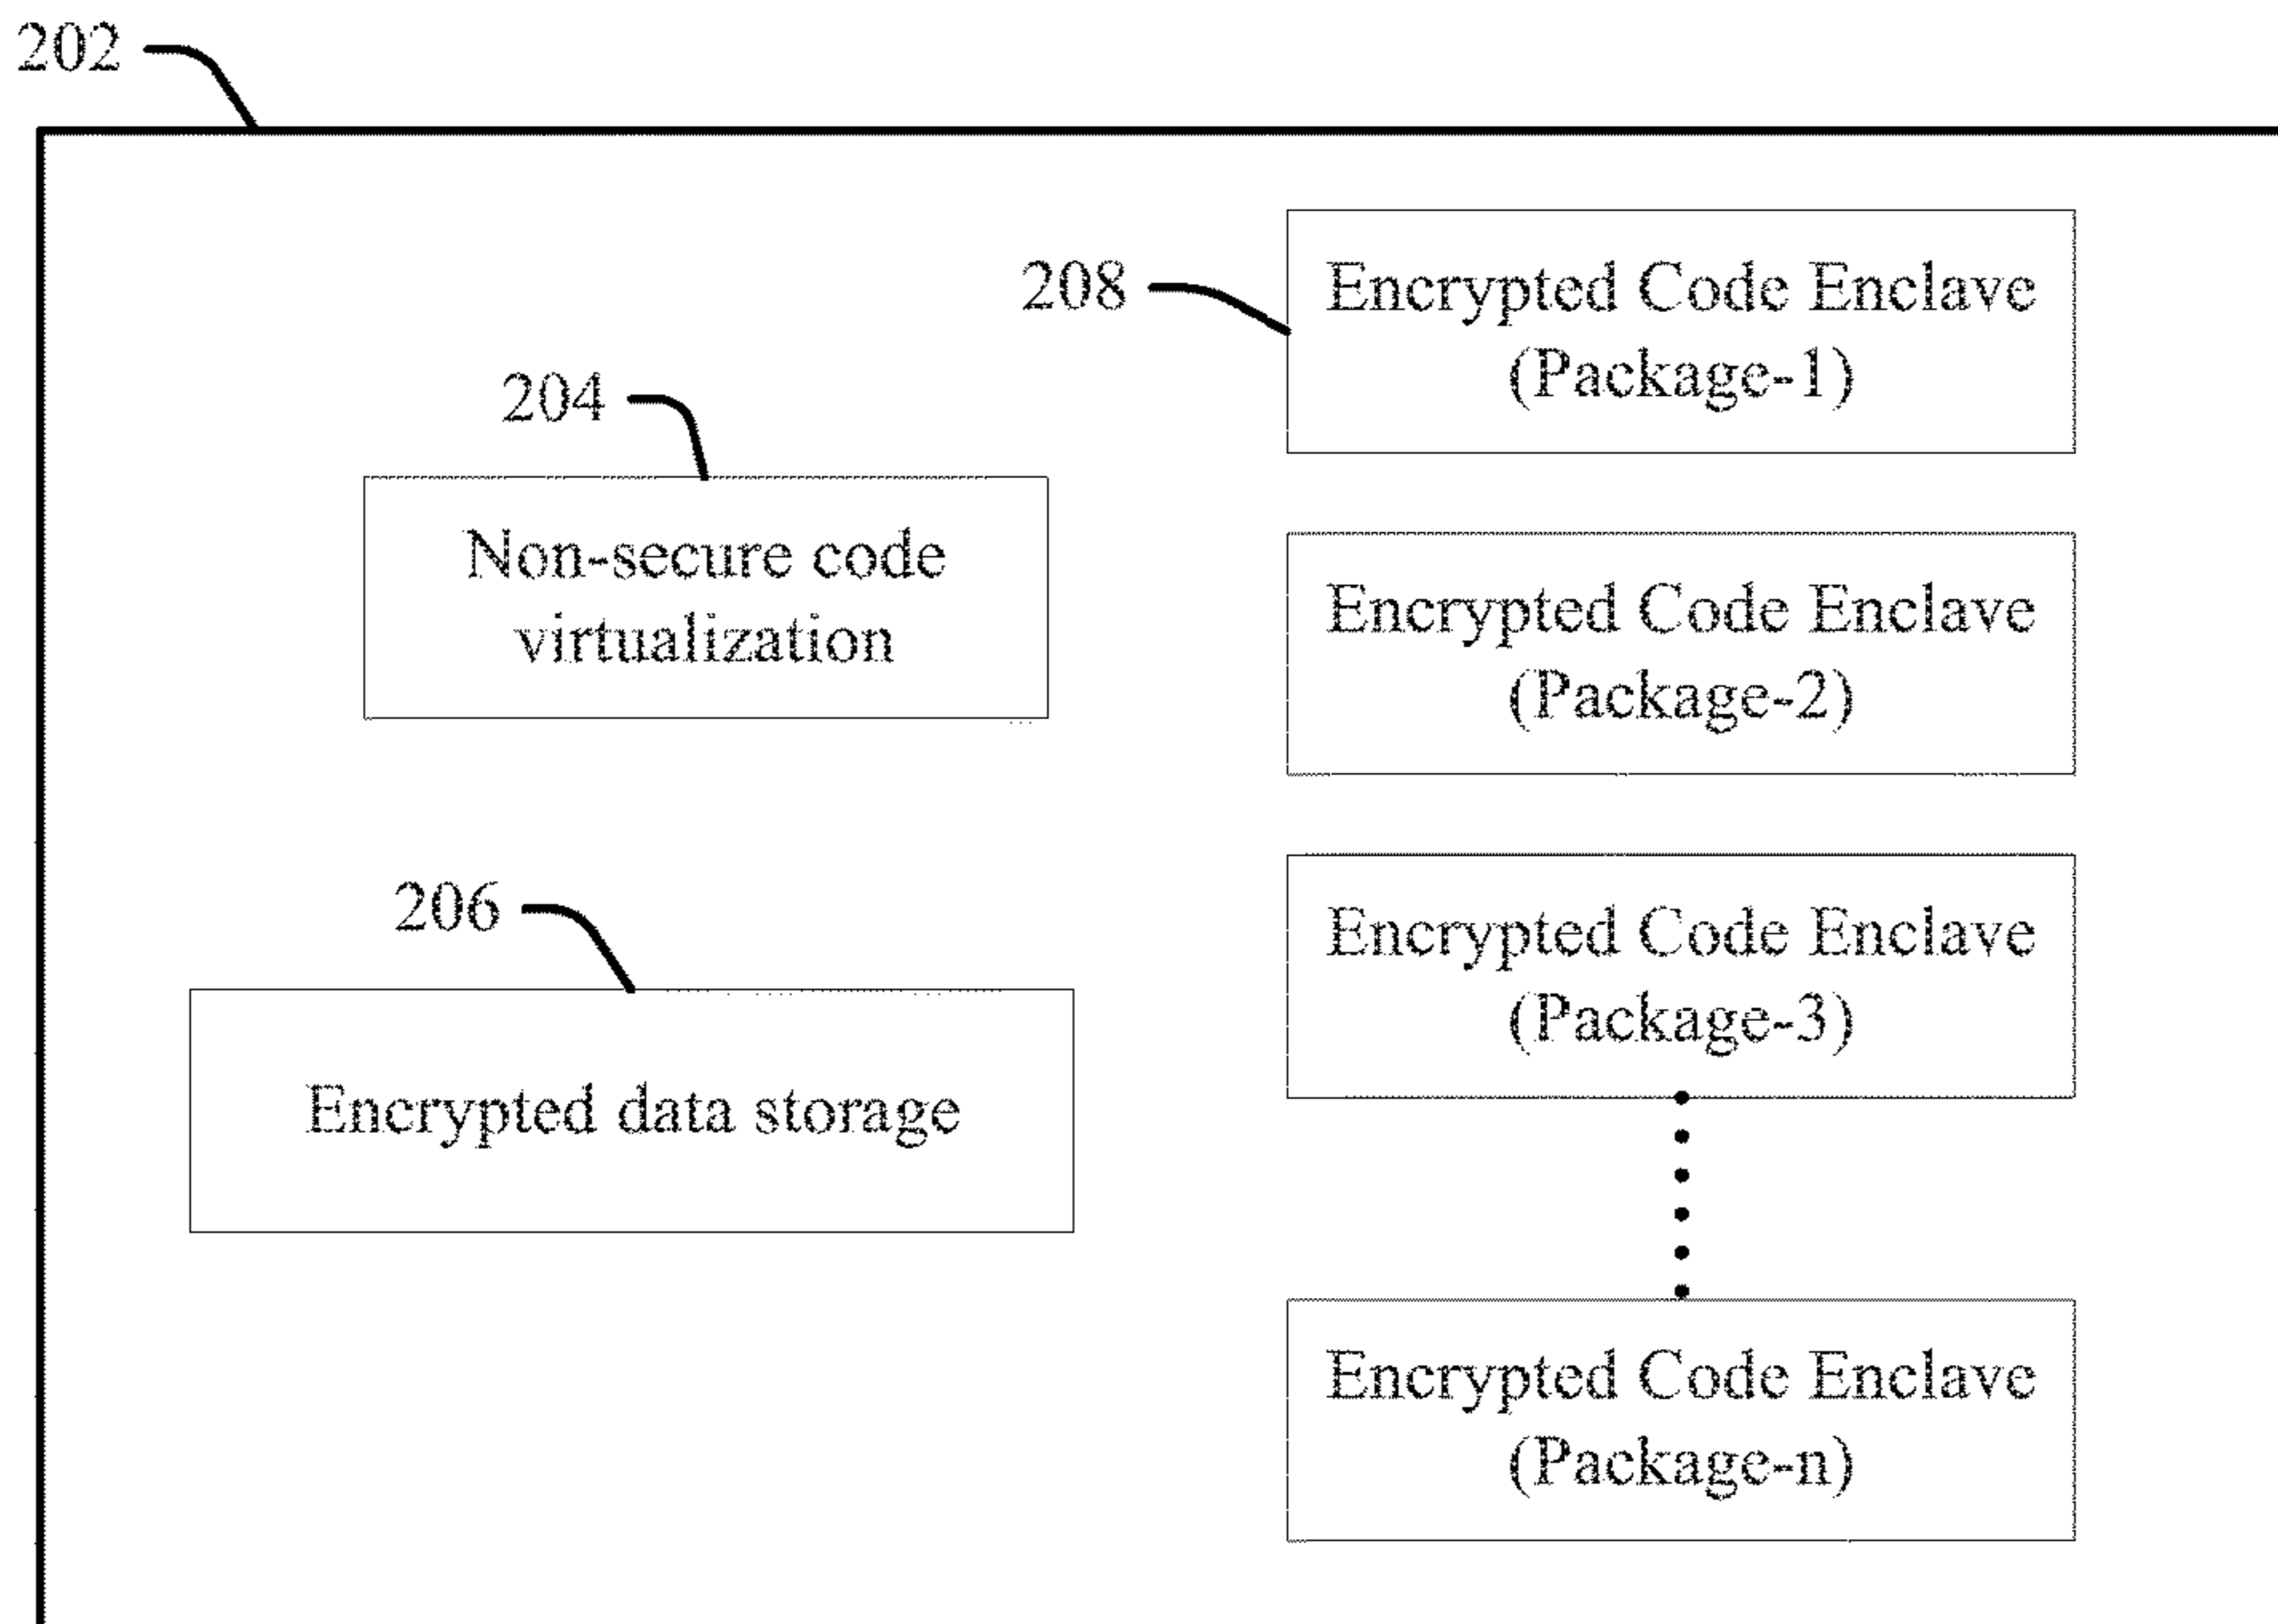 202
208
Encrypted Code Enclave
(Package-1)
204
Non-secure code
virtualization
Encrypted Code Enclave
(Package-2)
206
Encrypted data storage
Encrypted Code Enclave
(Package-3)
Encrypted Code Enclave
(Package-n)